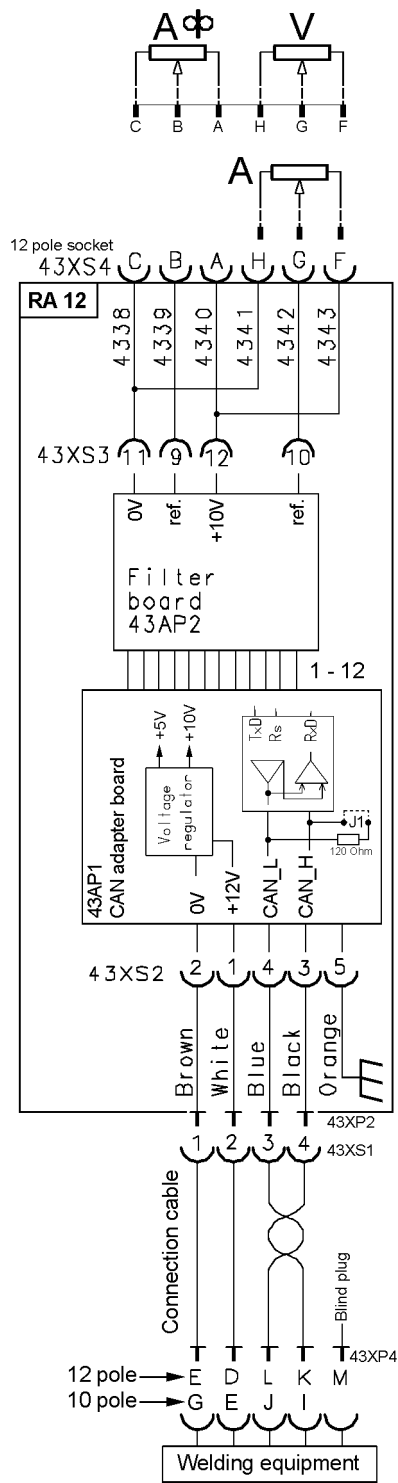 A V
C B A H G F
A
12 pole socket
43XS4 C B A H G F
RA 12
4338 4339 4340 4341 4342 4343
43XS3 11 9 12 10
0V ref. +10V ref.
Filter
board
43AP2
1 - 12
TxD Rs RxD
+5V +10V
Voltage
regulator
J1
120 Ohm
43AP1
CAN adapter board
0V +12V CAN_L CAN_H
43XS2 2 1 4 3 5
Brown White Blue Black Orange
43XP2
1 2 3 4 43XS1
Connection cable
Blind plug
43XP4
12 pole E D L K M
10 pole G E J I
Welding equipment